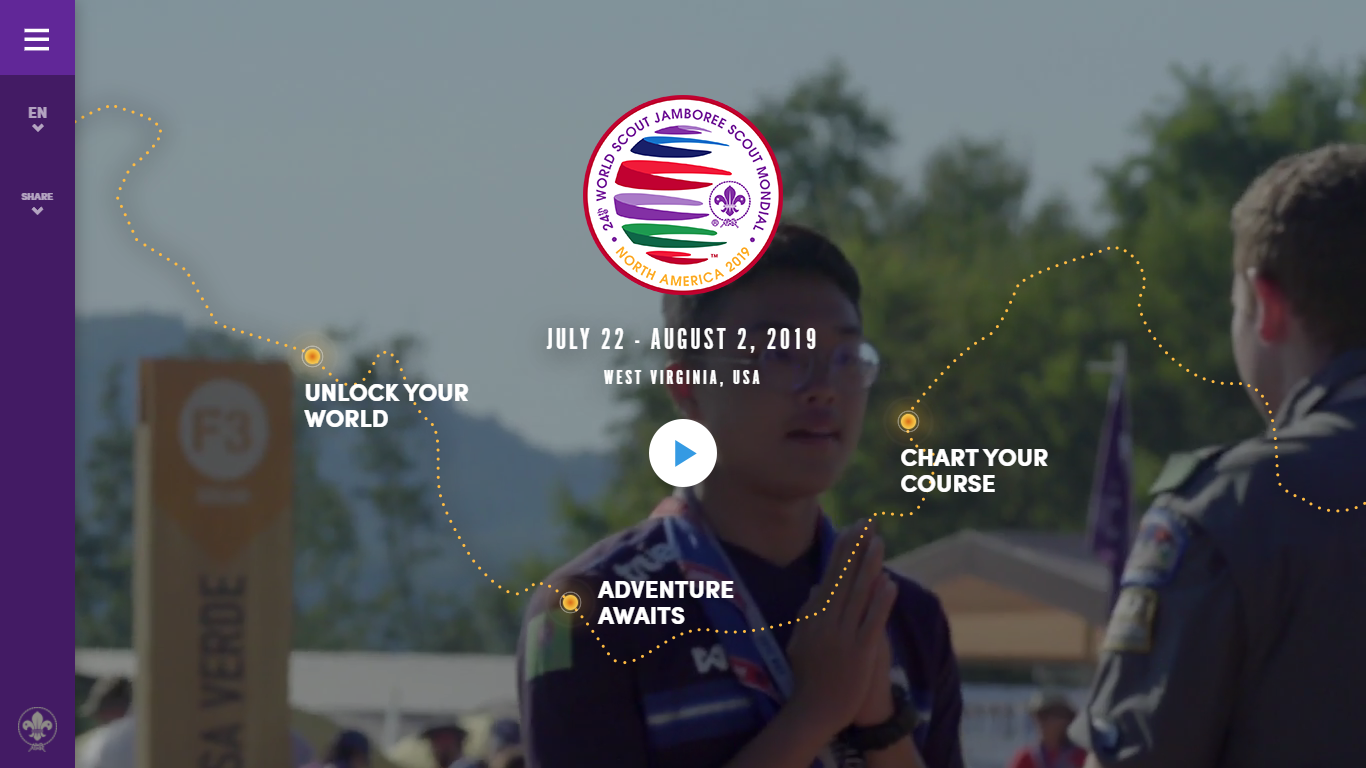 EN
SHARE
24th WORLD SCOUT JAMBOREE SCOUT MONDIAL
NORTH AMERICA 2019
TM
JULY 22 - AUGUST 2, 2019
WEST VIRGINIA, USA
UNLOCK YOUR
WORLD
CHART YOUR
COURSE
ADVENTURE
AWAITS
F3
SA VERDE